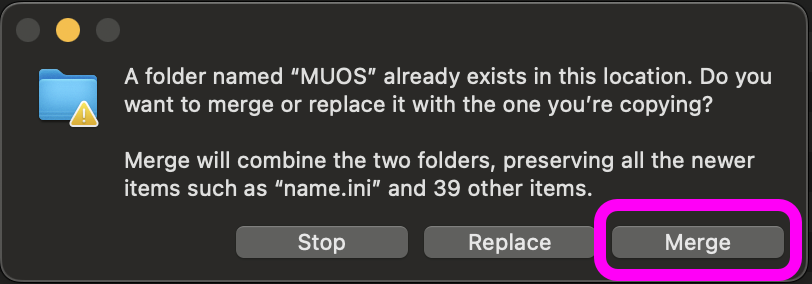 A folder named “MUOS” already exists in this location. Do you
want to merge or replace it with the one you’re copying?
Merge will combine the two folders, preserving all the newer
items such as “name.ini” and 39 other items.
Stop
Replace
Merge